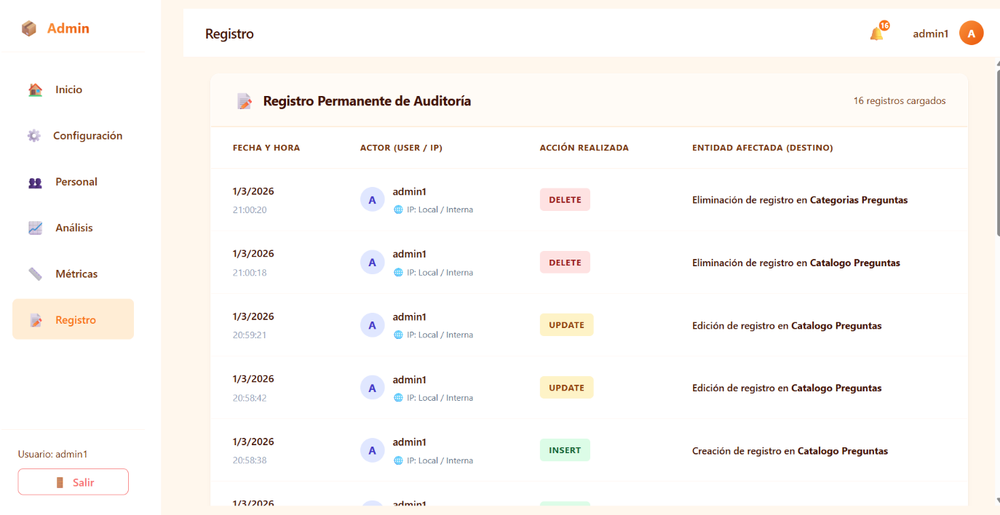 Admin
Inicio
Configuración
Personal
Análisis
Métricas
Registro
Usuario: admin1
Salir
Registro
16
admin1
A
Registro Permanente de Auditoría
16 registros cargados
FECHA Y HORA ACTOR (USER / IP) ACCIÓN REALIZADA ENTIDAD AFECTADA (DESTINO)
1/3/2026
21:00:20
A
admin1
IP: Local / Interna
DELETE
Eliminación de registro en Categorias Preguntas
1/3/2026
21:00:18
A
admin1
IP: Local / Interna
DELETE
Eliminación de registro en Catalogo Preguntas
1/3/2026
20:59:21
A
admin1
IP: Local / Interna
UPDATE
Edición de registro en Catalogo Preguntas
1/3/2026
20:58:42
A
admin1
IP: Local / Interna
UPDATE
Edición de registro en Catalogo Preguntas
1/3/2026
20:58:38
A
admin1
IP: Local / Interna
INSERT
Creación de registro en Catalogo Preguntas
1/3/2026
admin1